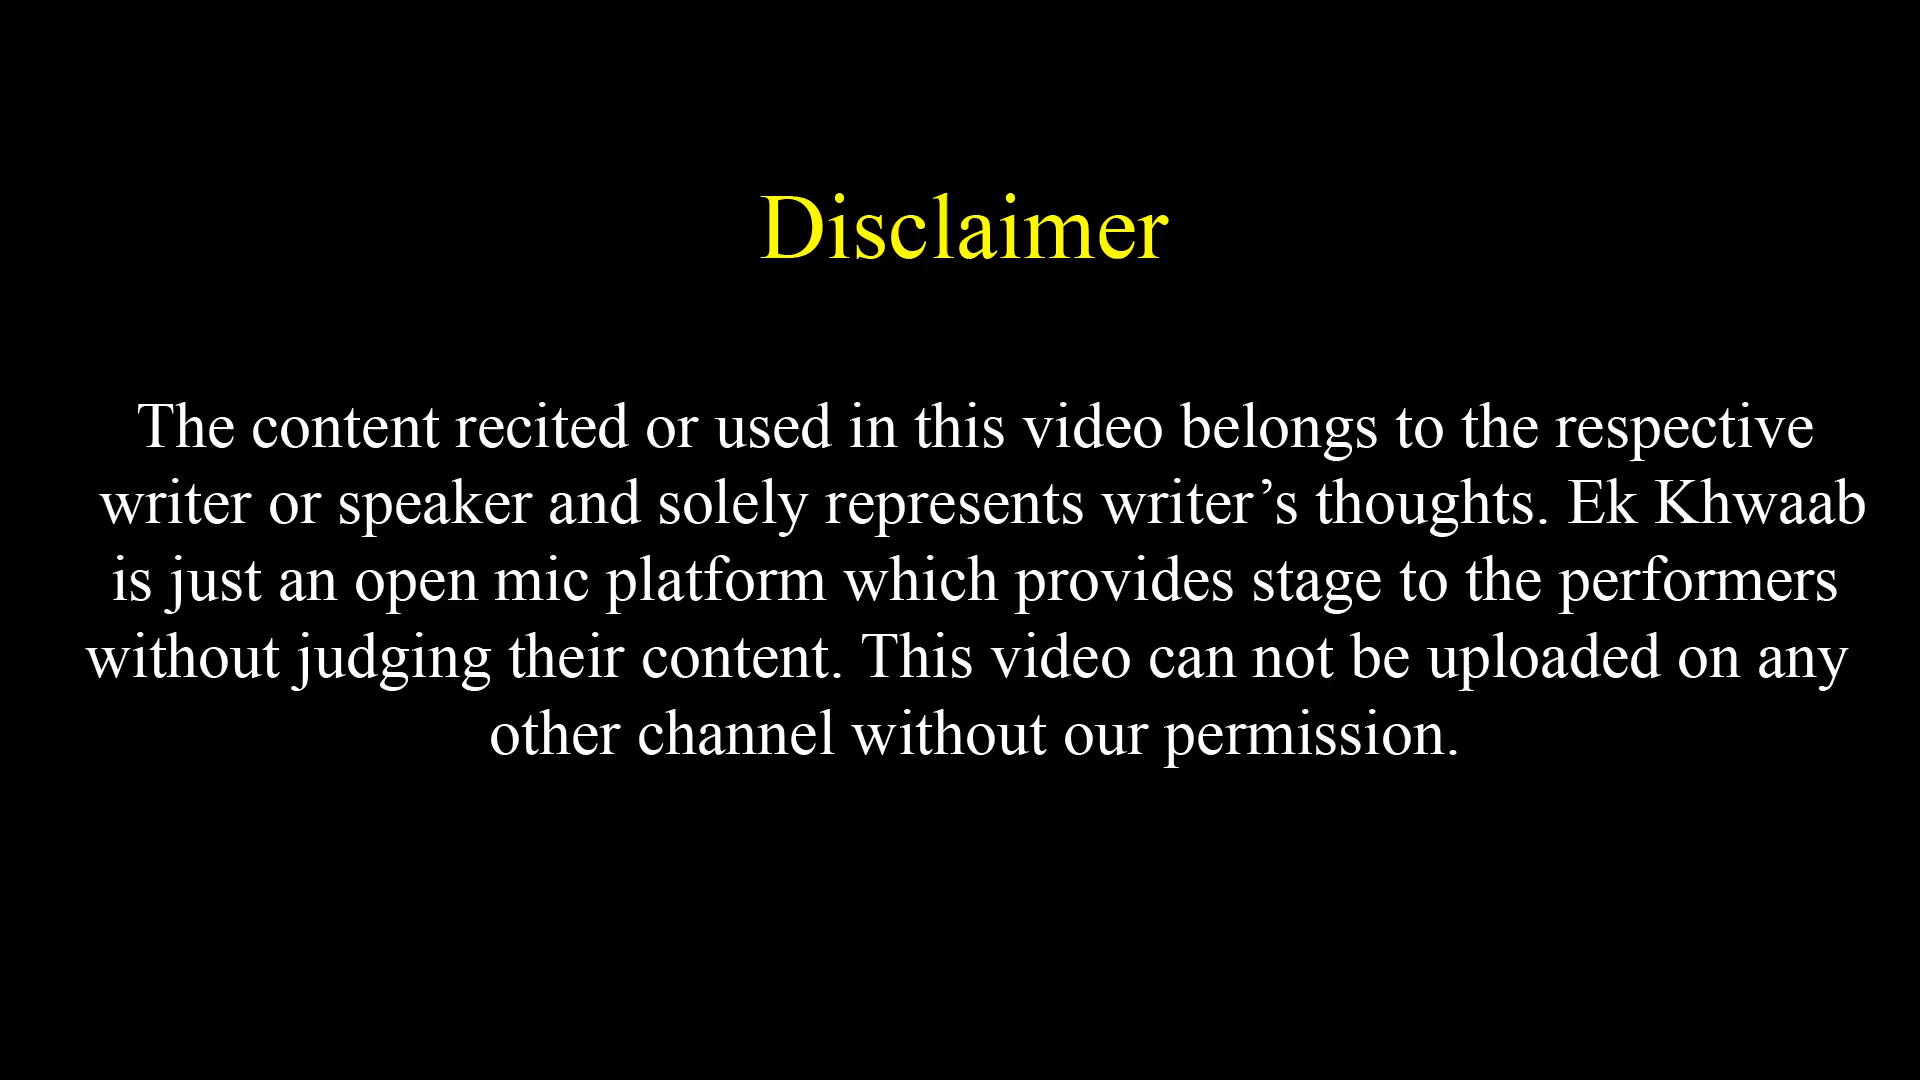 Disclaimer
The content recited or used in this video belongs to the respective
writer or speaker and solely represents writer’s thoughts. Ek Khwaab
is just an open mic platform which provides stage to the performers
without judging their content. This video can not be uploaded on any
other channel without our permission.